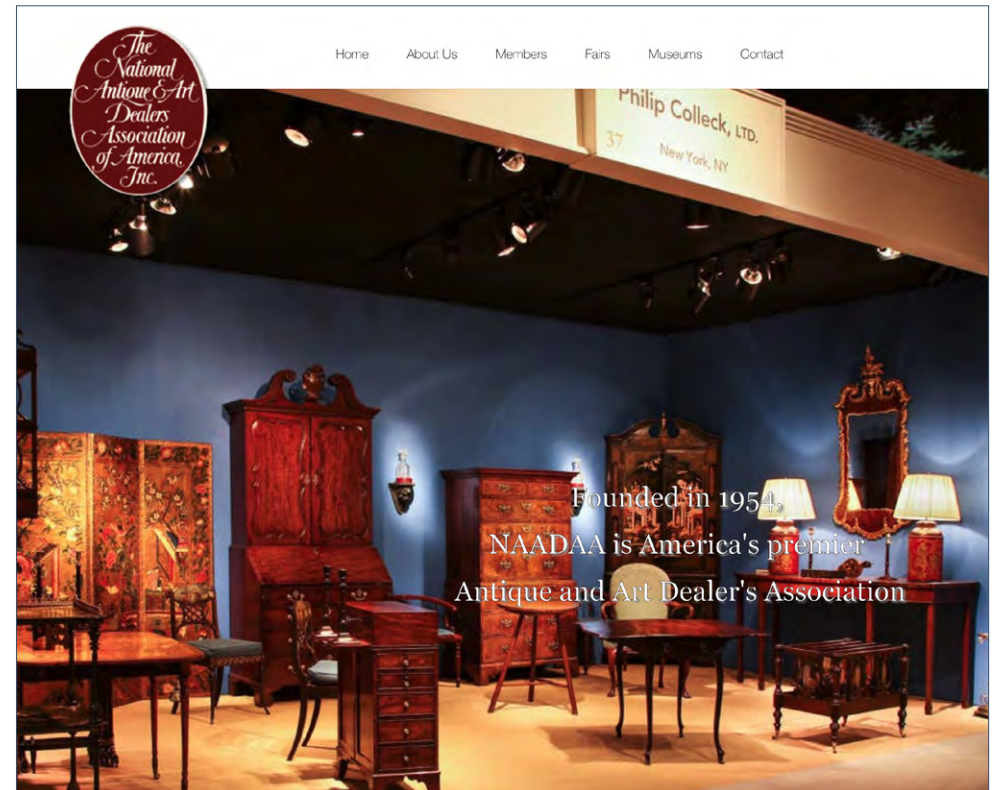 The
National
Antique & Art
Dealers
Association
of America,
Inc.
Home About Us Members Fairs Museums Contact
Philip Colleck, LTD.
37 New York, NY
Founded in 1954,
NAADAA is America's premier
Antique and Art Dealer's Association